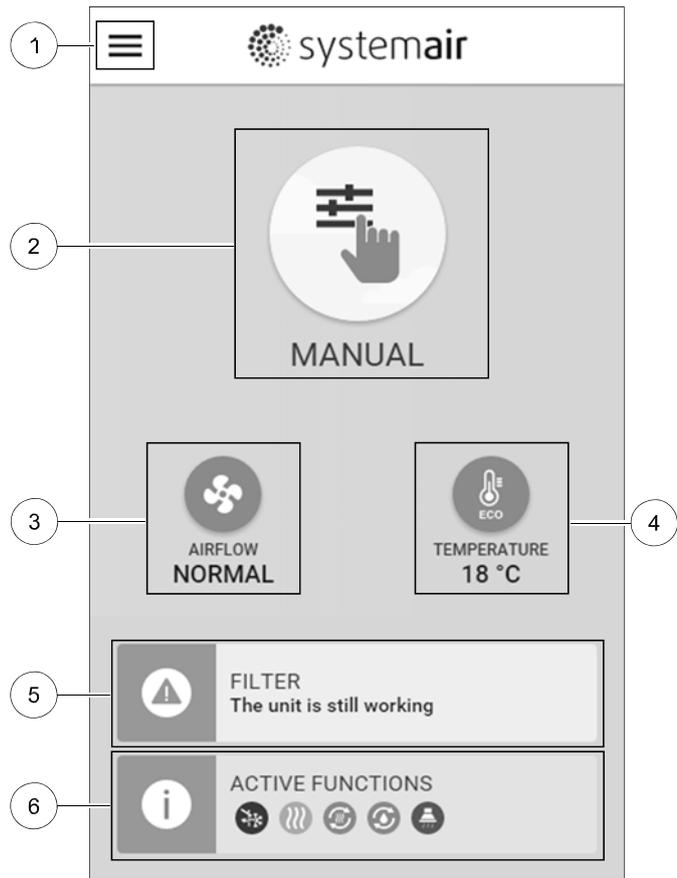 1
systemair
2
MANUAL
3
AIRFLOW
NORMAL
ECO
TEMPERATURE
18 °C
4
5
FILTER
The unit is still working
6
ACTIVE FUNCTIONS